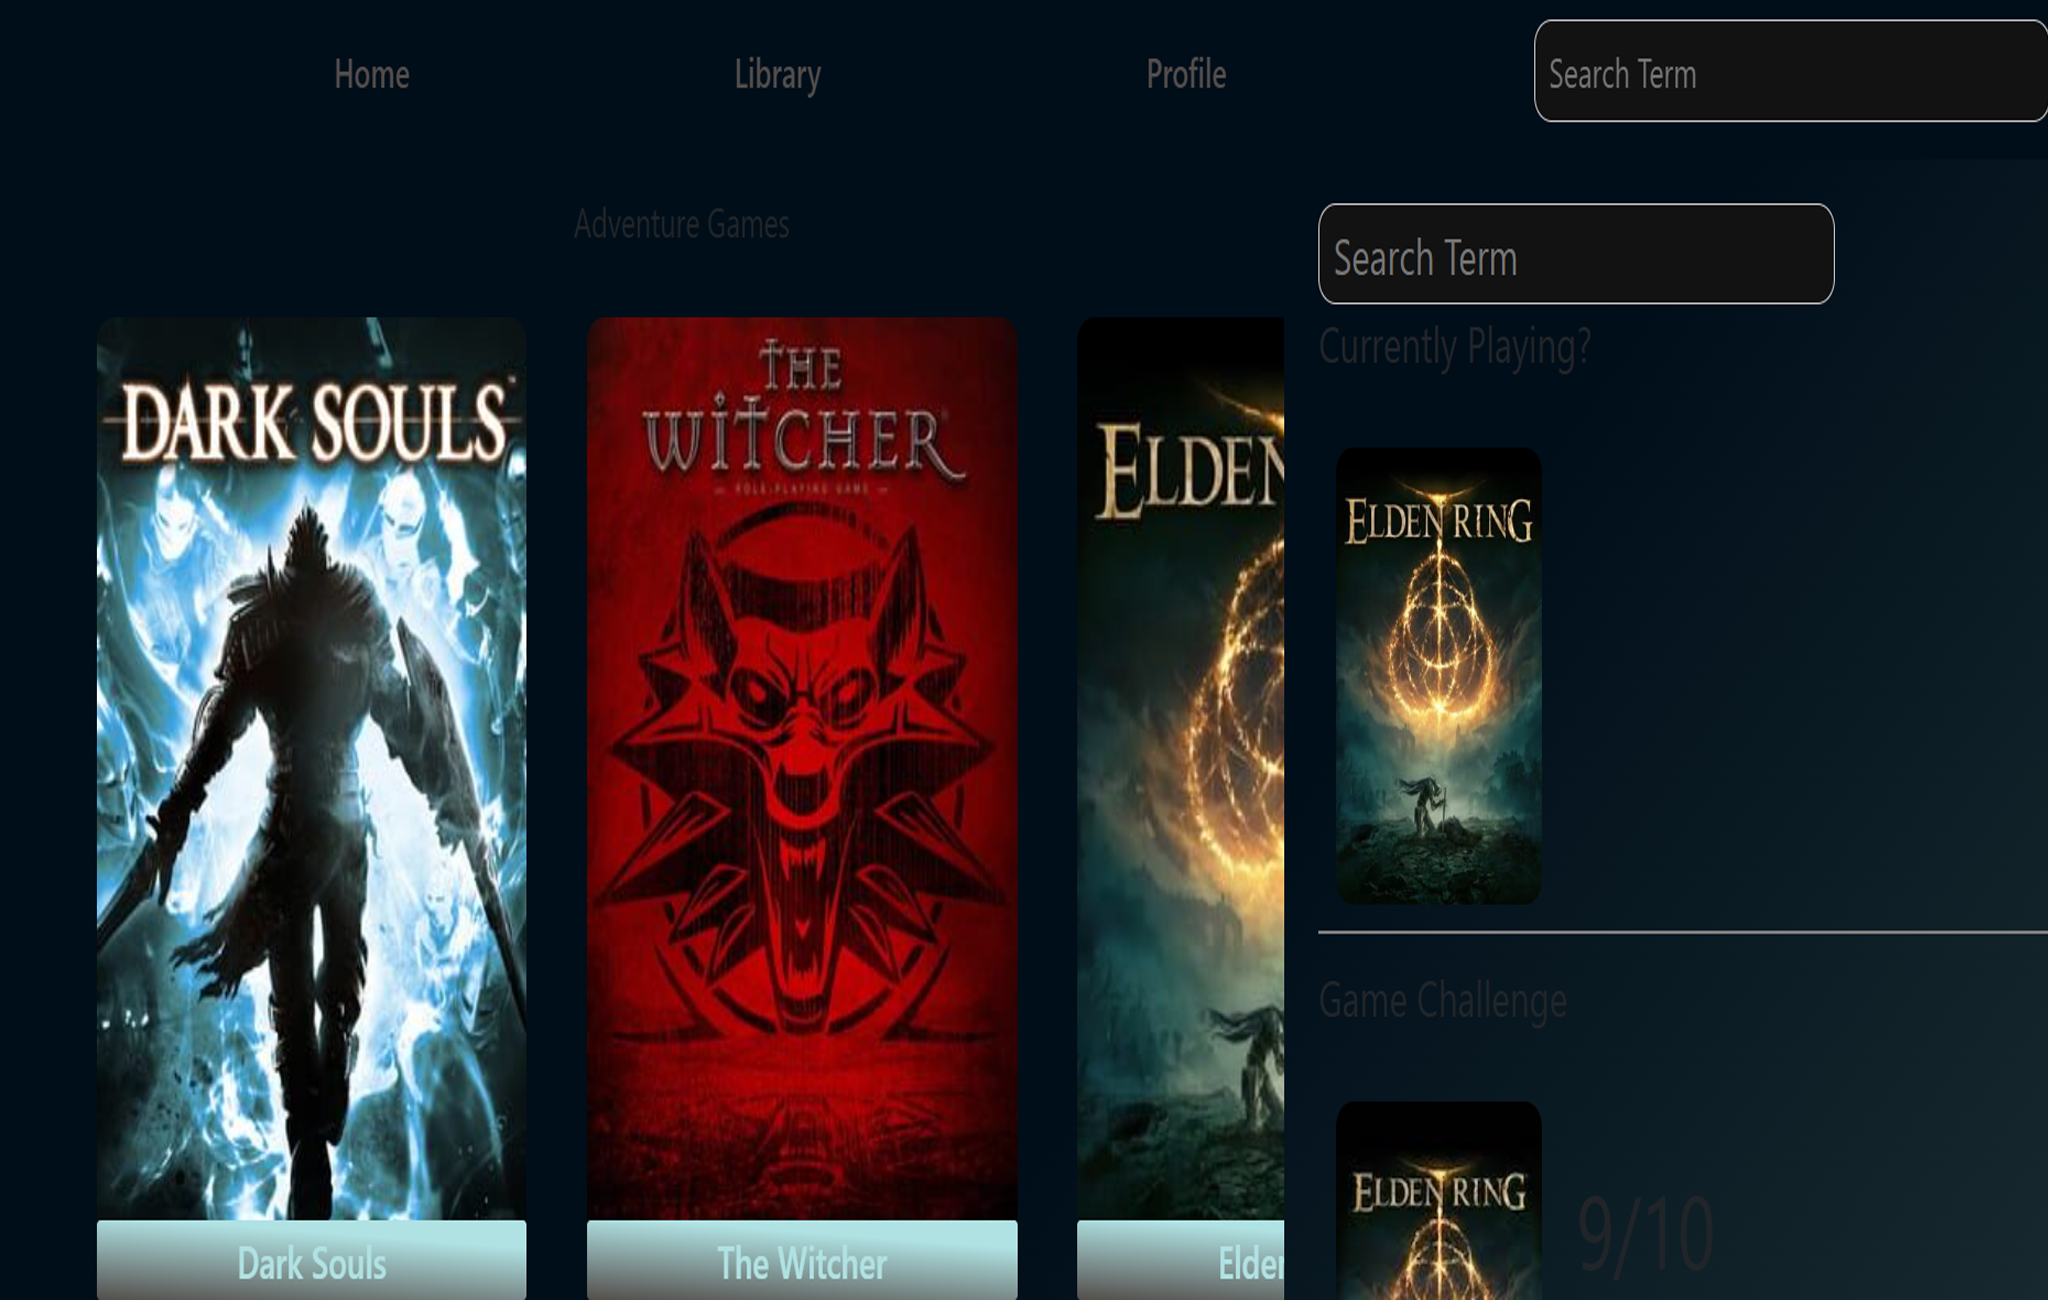 Home
Library
Profile
Search Term
Adventure Games
Search Term
Currently Playing?
DARK SOULS™
THE
WITCHER®
ROLE-PLAYING GAME
ELDEN
ELDEN RING
Game Challenge
ELDEN RING
9/10
Dark Souls
The Witcher
Elden